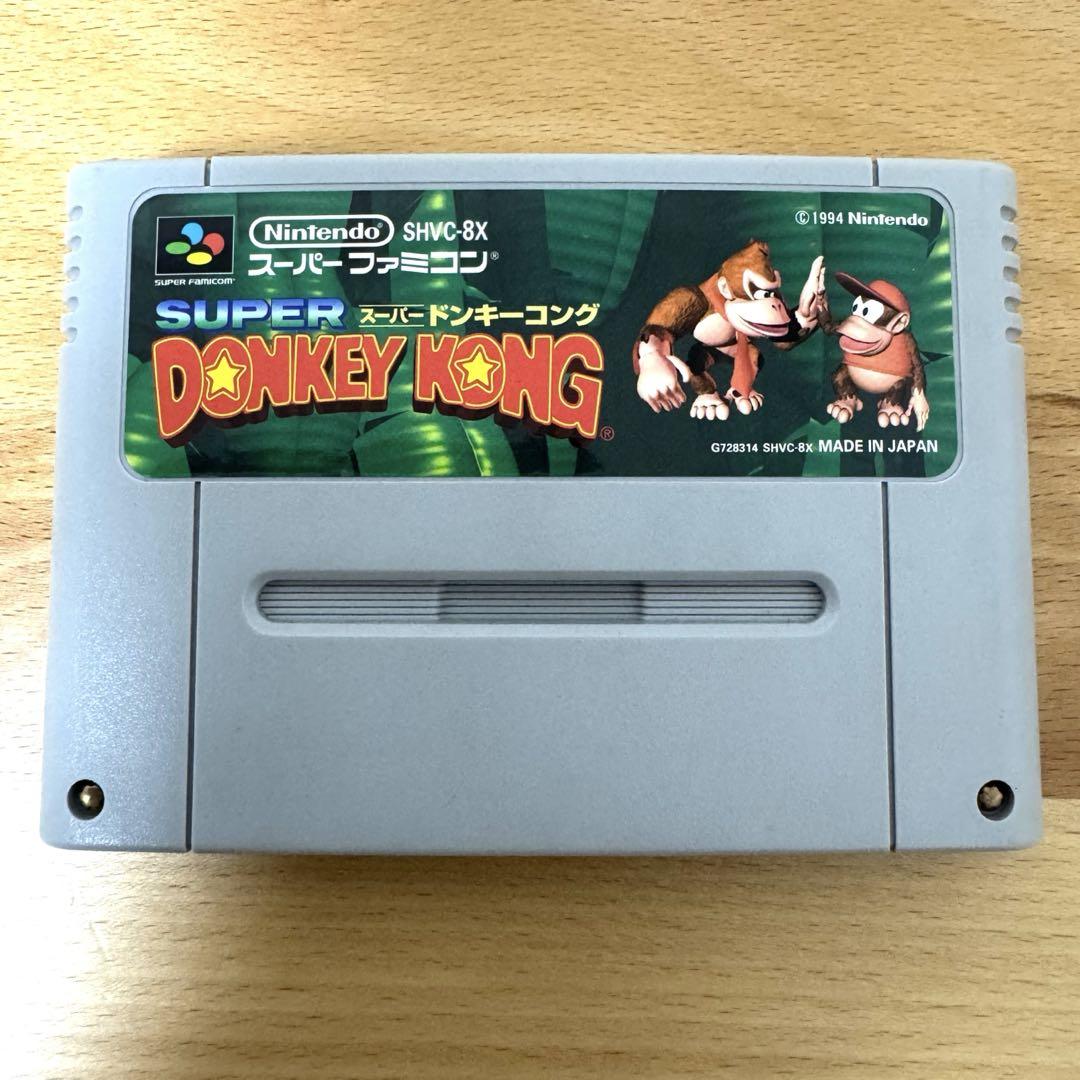 Nintendo SHVC-8X
スーパーファミコン®
SUPER FAMICOM™
© 1994 Nintendo
SUPER スーパードンキーコング
DONKEY KONG®
G728314 SHVC-8X MADE IN JAPAN